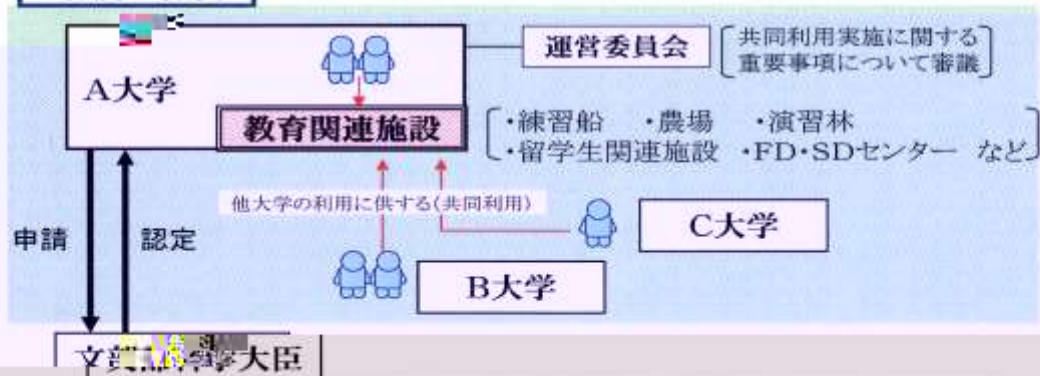 運営委員会
共同利用実施に関する
重要事項について審議
A大学
教育関連施設
・練習船 ・農場 ・演習林
・留学生関連施設 ・FD・SDセンター など
他大学の利用に供する(共同利用)
C大学
申請 認定
B大学
大臣